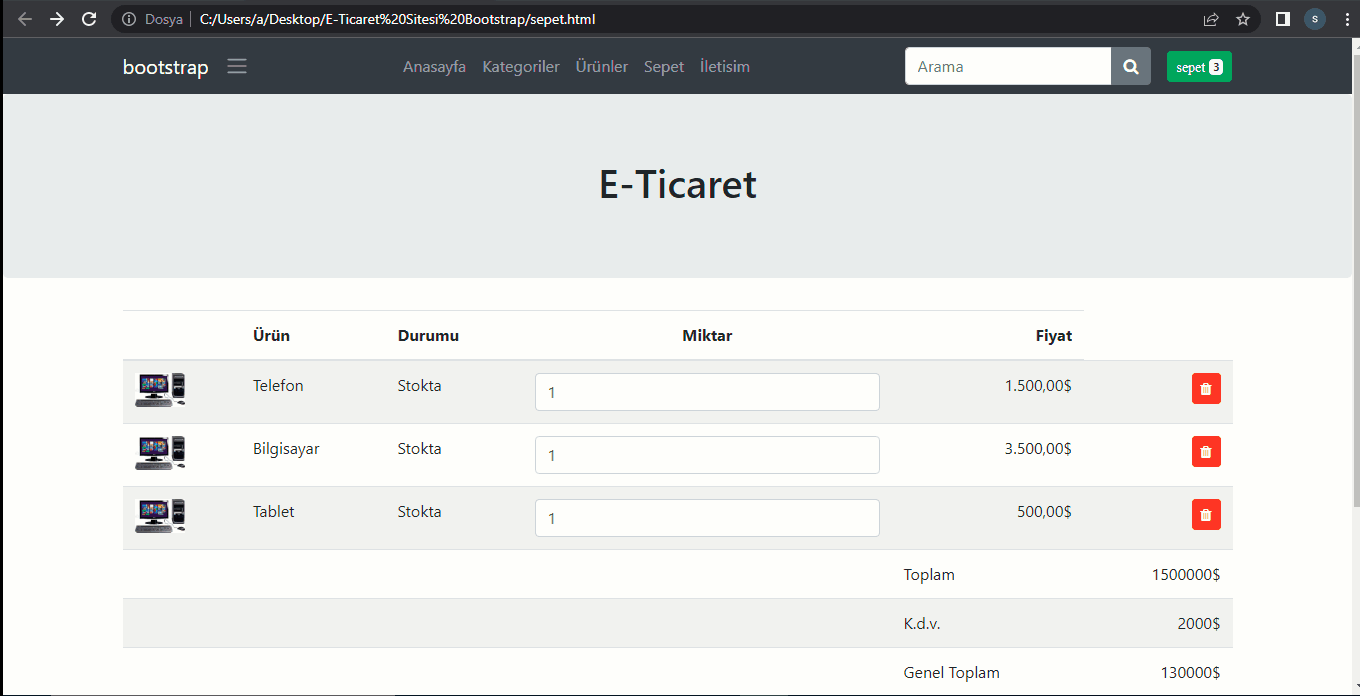 Dosya | C:/Users/a/Desktop/E-Ticaret%20Sitesi%20Bootstrap/sepet.html
S
bootstrap Anasayfa Kategoriler Ürünler Sepet İletisim Arama sepet 3
E-Ticaret
Ürün Durumu Miktar Fiyat
Telefon Stokta 1 1.500,00$
Bilgisayar Stokta 1 3.500,00$
Tablet Stokta 1 500,00$
Toplam 1500000$
K.d.v. 2000$
Genel Toplam 130000$